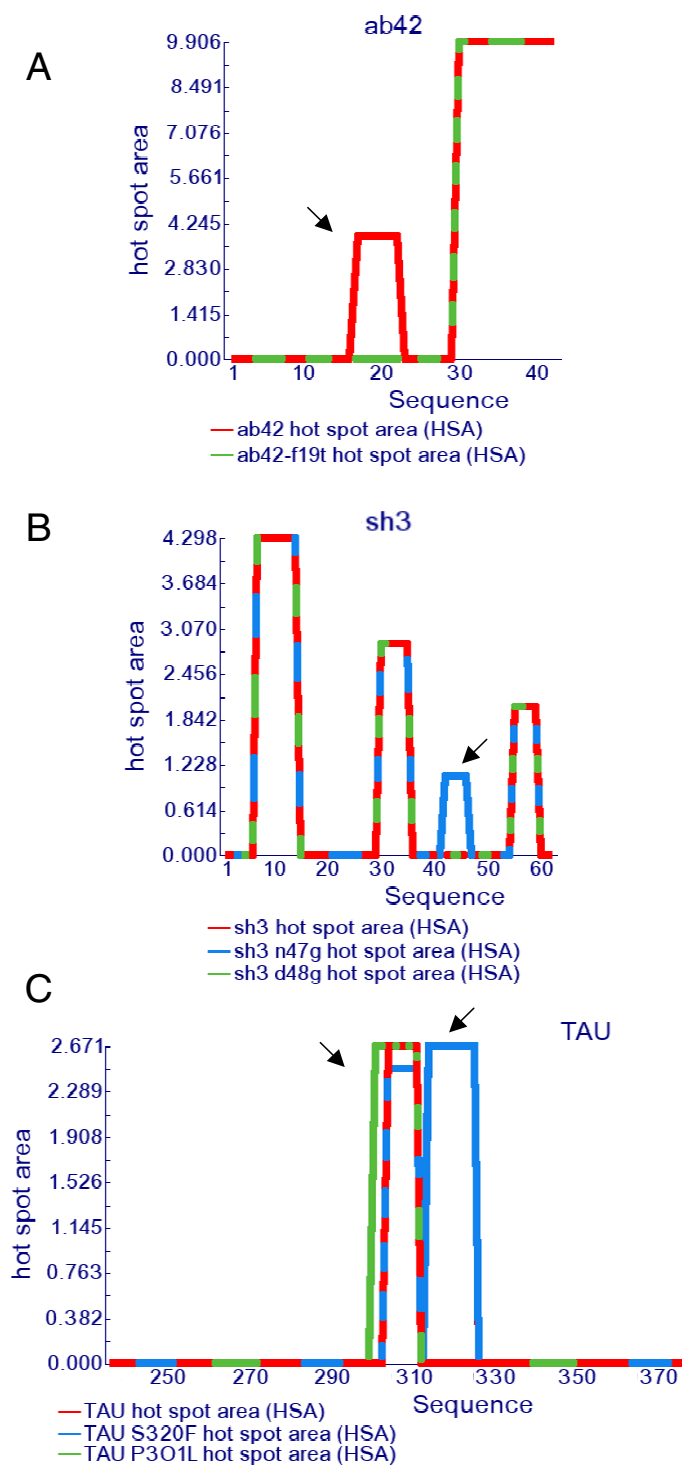 ab42
A
9.906
8.491
7.076
5.661
4.245
2.830
1.415
0.000
hot spot area
1 10 20 30 40
Sequence
ab42 hot spot area (HSA)
ab42-f19t hot spot area (HSA)
B
sh3
4.298
3.684
3.070
2.456
1.842
1.228
0.614
0.000
hot spot area
1 10 20 30 40 50 60
Sequence
sh3 hot spot area (HSA)
sh3 n47g hot spot area (HSA)
sh3 d48g hot spot area (HSA)
C
TAU
2.671
2.289
1.908
1.526
1.145
0.763
0.382
0.000
hot spot area
250 270 290 310 330 350 370
Sequence
TAU hot spot area (HSA)
TAU S320F hot spot area (HSA)
TAU P3O1L hot spot area (HSA)